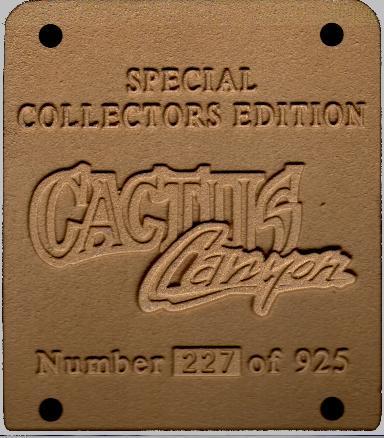 SPECIAL
COLLECTORS EDITION
CACTUS
Canyon
Number 227 of 925